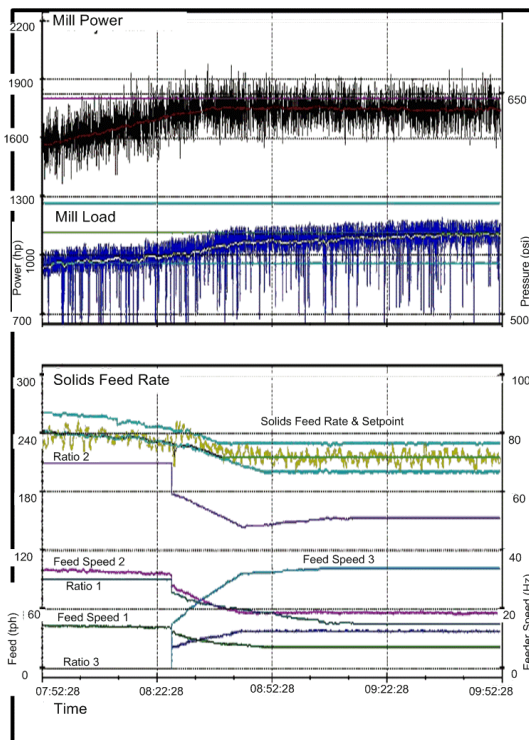 Mill Power
2200
1900
650
1600
1300
Mill Load
1000
Power (hp)
Pressure (psi)
700
500
300
100
Solids Feed Rate
Solids Feed Rate & Setpoint
240
80
Ratio 2
180
60
120
40
Feed Speed 2
Feed Speed 3
Ratio 1
60
20
Feed Speed 1
Feed (tph)
Feeder Speed (Hz)
Ratio 3
0
0
07:52:28
08:22:28
08:52:28
09:22:28
09:52:28
Time